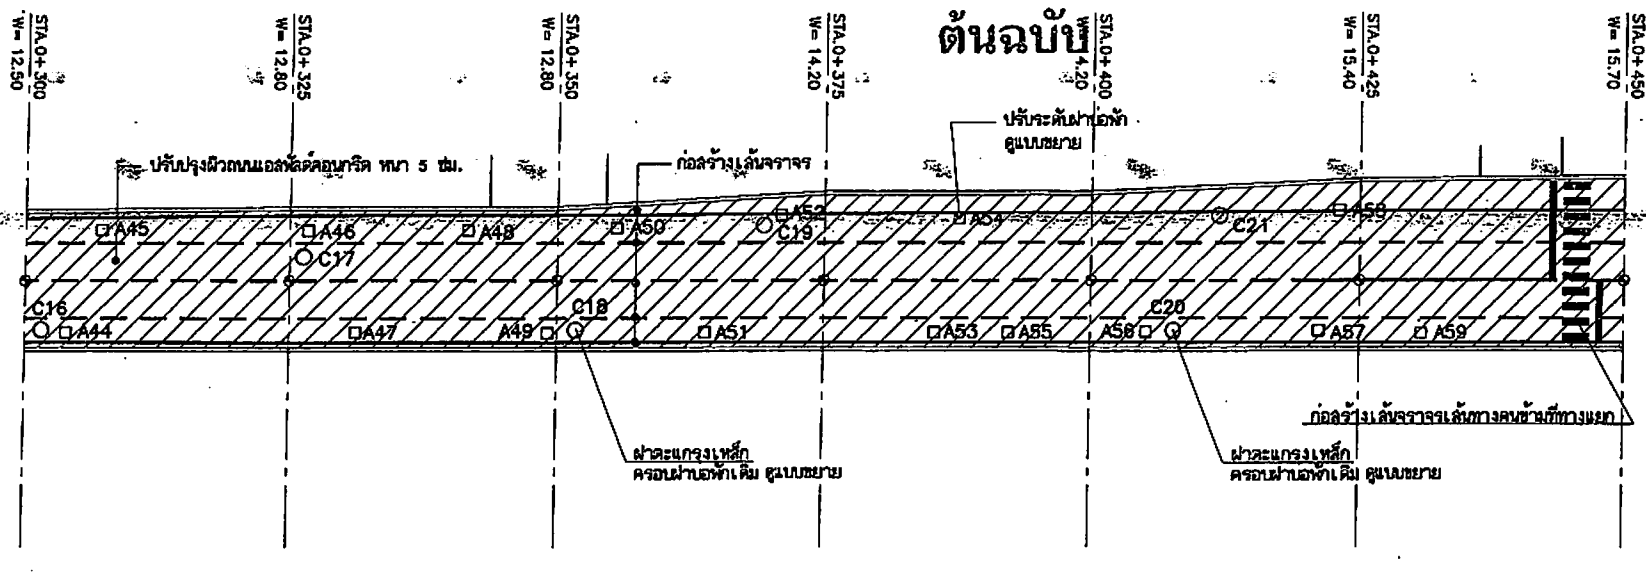 ต้นฉบับ
STA.0+300
W= 12.50
STA.0+325
W= 12.80
STA.0+350
W= 12.80
STA.0+375
W= 14.20
STA.0+400
STA.0+425
W= 15.40
STA.0+450
W= 15.70
ปรับระดับฝาบ่อพัก
ดูแบบขยาย
ปรับปรุงผิวถนนแอสฟัลต์คอนกรีต หนา 5 ซม.
ก่อสร้างเส้นจราจร
A45
A46
A48
A50
A52
A54
A58
C17
C19
C21
C16
A44
A47
A49
C18
A51
A53
A55
A56
C20
A57
A59
ก่อสร้างเส้นจราจรเส้นทางคนข้ามที่ทางแยก
ฝาตะแกรงเหล็ก
ครอบฝาบ่อพักเดิม ดูแบบขยาย
ฝาตะแกรงเหล็ก
ครอบฝาบ่อพักเดิม ดูแบบขยาย